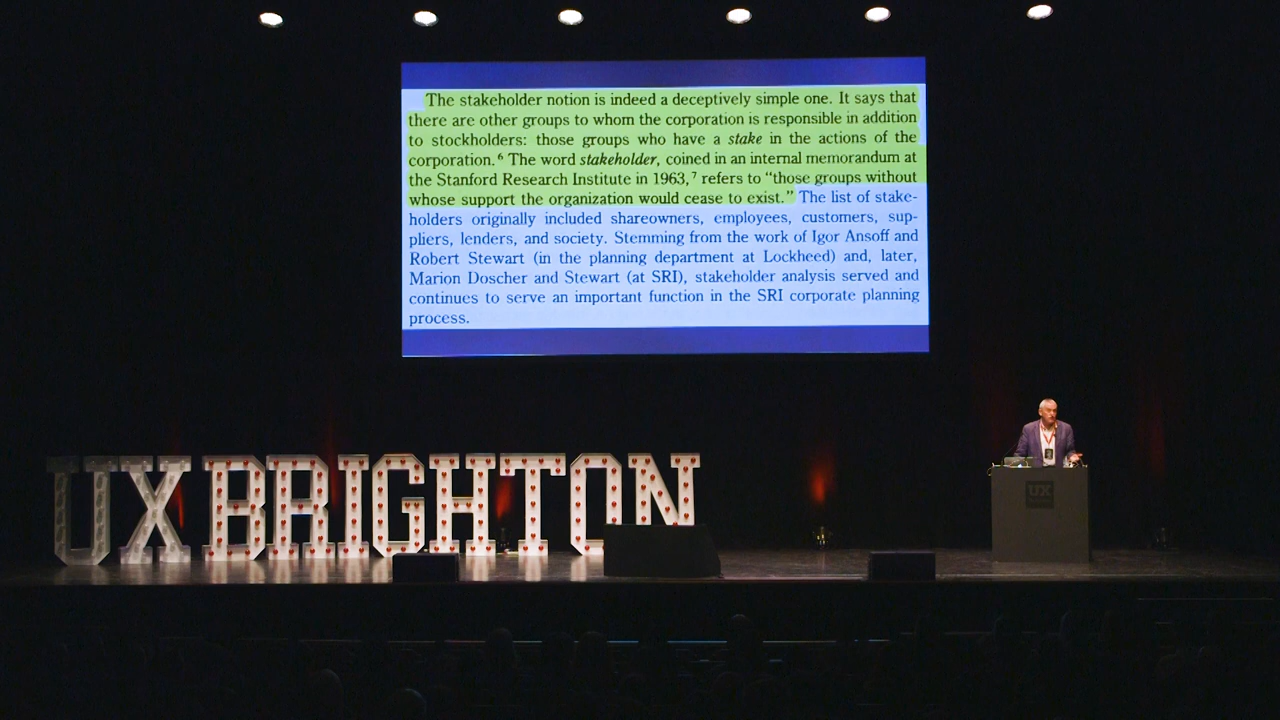 The stakeholder notion is indeed a deceptively simple one. It says that
there are other groups to whom the corporation is responsible in addition
to stockholders: those groups who have a stake in the actions of the
corporation.⁶ The word stakeholder, coined in an internal memorandum at
the Stanford Research Institute in 1963,⁷ refers to “those groups without
whose support the organization would cease to exist.” The list of stake-
holders originally included shareowners, employees, customers, sup-
pliers, lenders, and society. Stemming from the work of Igor Ansoff and
Robert Stewart (in the planning department at Lockheed) and, later,
Marion Doscher and Stewart (at SRI), stakeholder analysis served and
continues to serve an important function in the SRI corporate planning
process.
UX BRIGHTON
UX